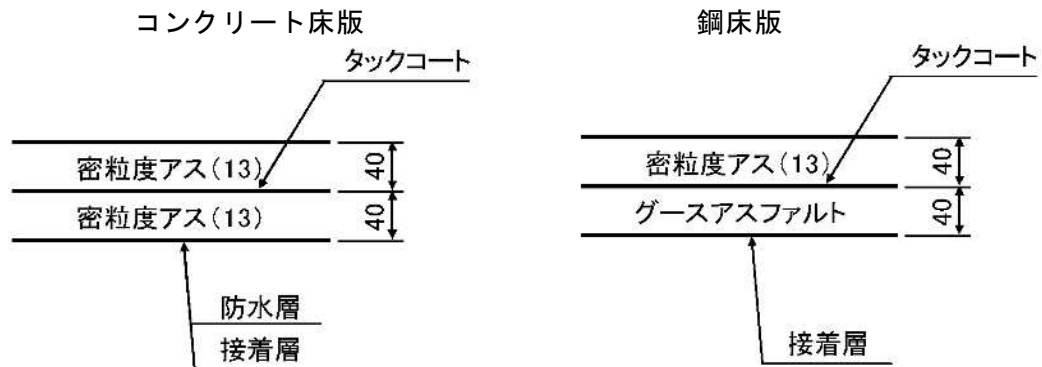 コンクリート床版
タックコート
密粒度アス(13)
40
密粒度アス(13)
40
防水層
接着層
鋼床版
タックコート
密粒度アス(13)
40
グースアスファルト
40
接着層